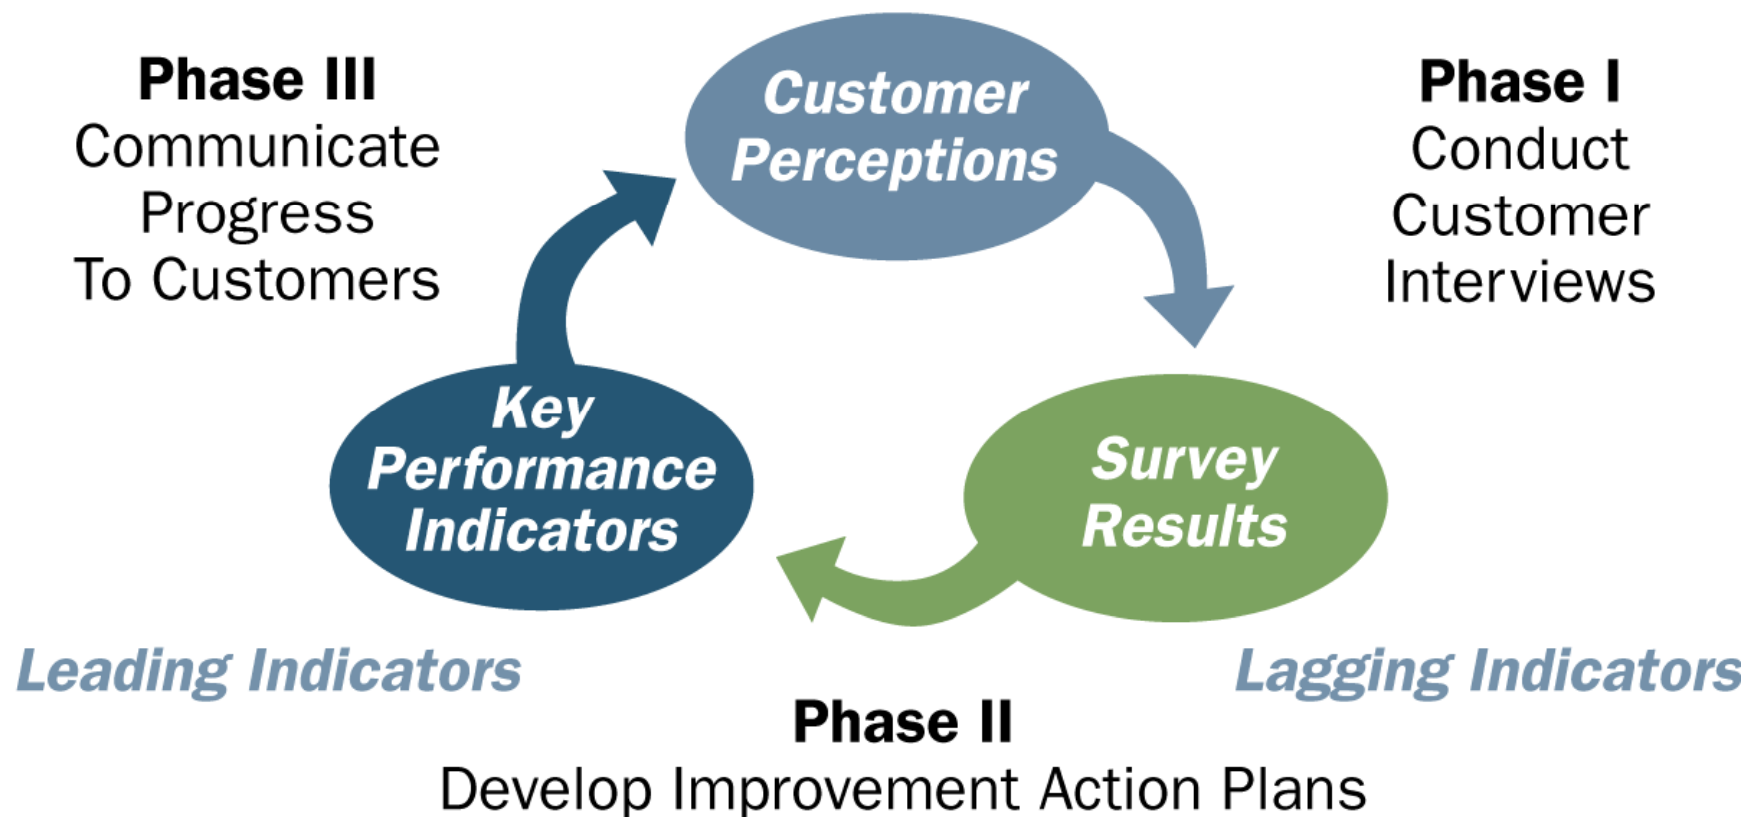 Phase III
Communicate
Progress
To Customers
Customer
Perceptions
Phase I
Conduct
Customer
Interviews
Key
Performance
Indicators
Survey
Results
Leading Indicators
Lagging Indicators
Phase II
Develop Improvement Action Plans